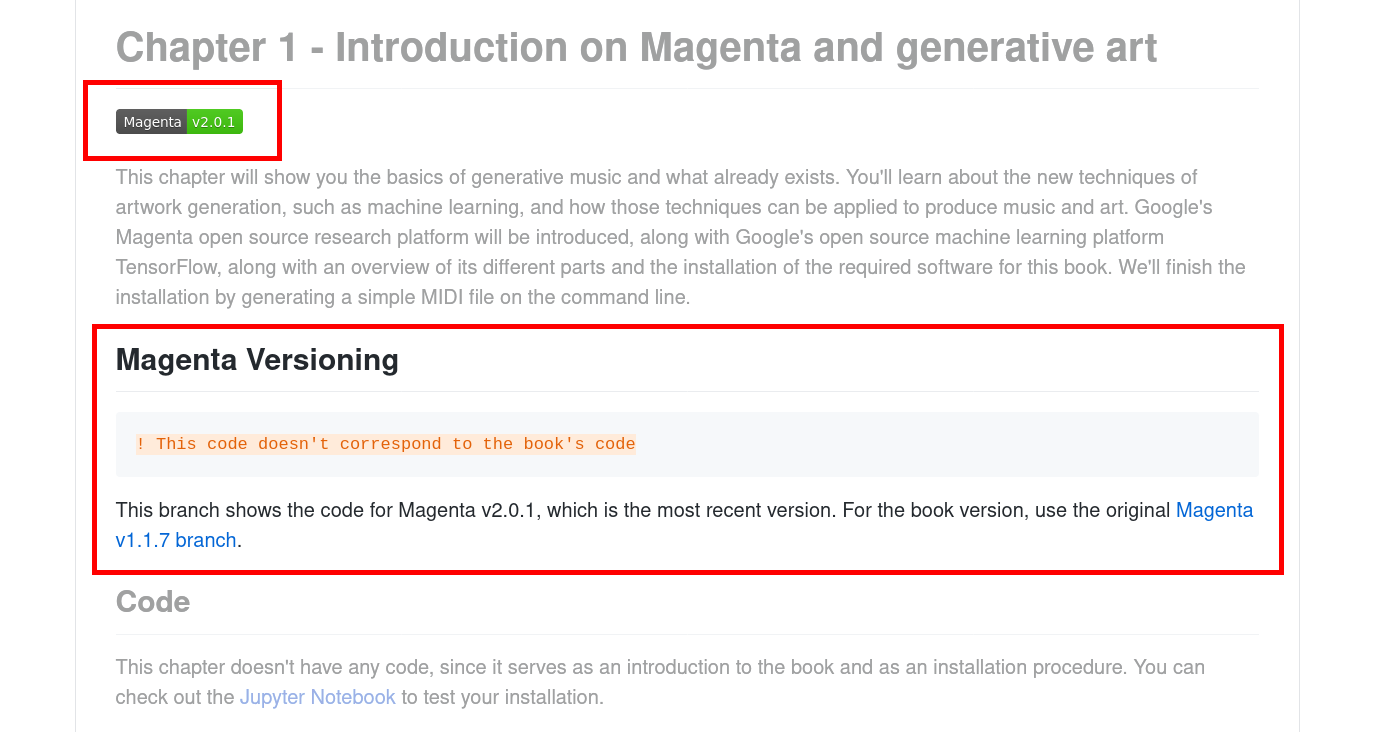 Chapter 1 - Introduction on Magenta and generative art
Magenta v2.0.1
This chapter will show you the basics of generative music and what already exists. You'll learn about the new techniques of
artwork generation, such as machine learning, and how those techniques can be applied to produce music and art. Google's
Magenta open source research platform will be introduced, along with Google's open source machine learning platform
TensorFlow, along with an overview of its different parts and the installation of the required software for this book. We'll finish the
installation by generating a simple MIDI file on the command line.
Magenta Versioning
! This code doesn't correspond to the book's code
This branch shows the code for Magenta v2.0.1, which is the most recent version. For the book version, use the original Magenta
v1.1.7 branch.
Code
This chapter doesn't have any code, since it serves as an introduction to the book and as an installation procedure. You can
check out the Jupyter Notebook to test your installation.